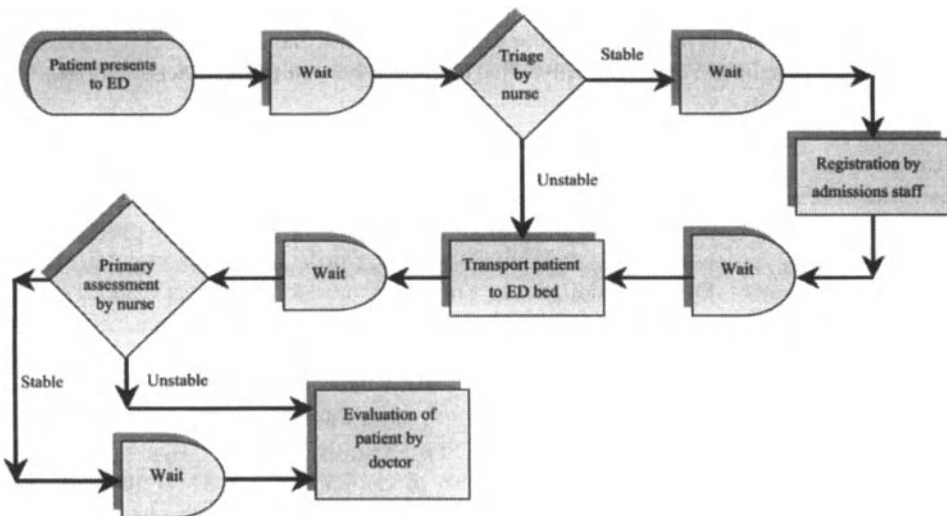 Patient presents
to ED
Wait
Triage
by
nurse
Stable
Wait
Registration by
admissions staff
Unstable
Wait
Transport patient
to ED bed
Wait
Primary
assessment
by nurse
Stable
Unstable
Wait
Evaluation of
patient by
doctor